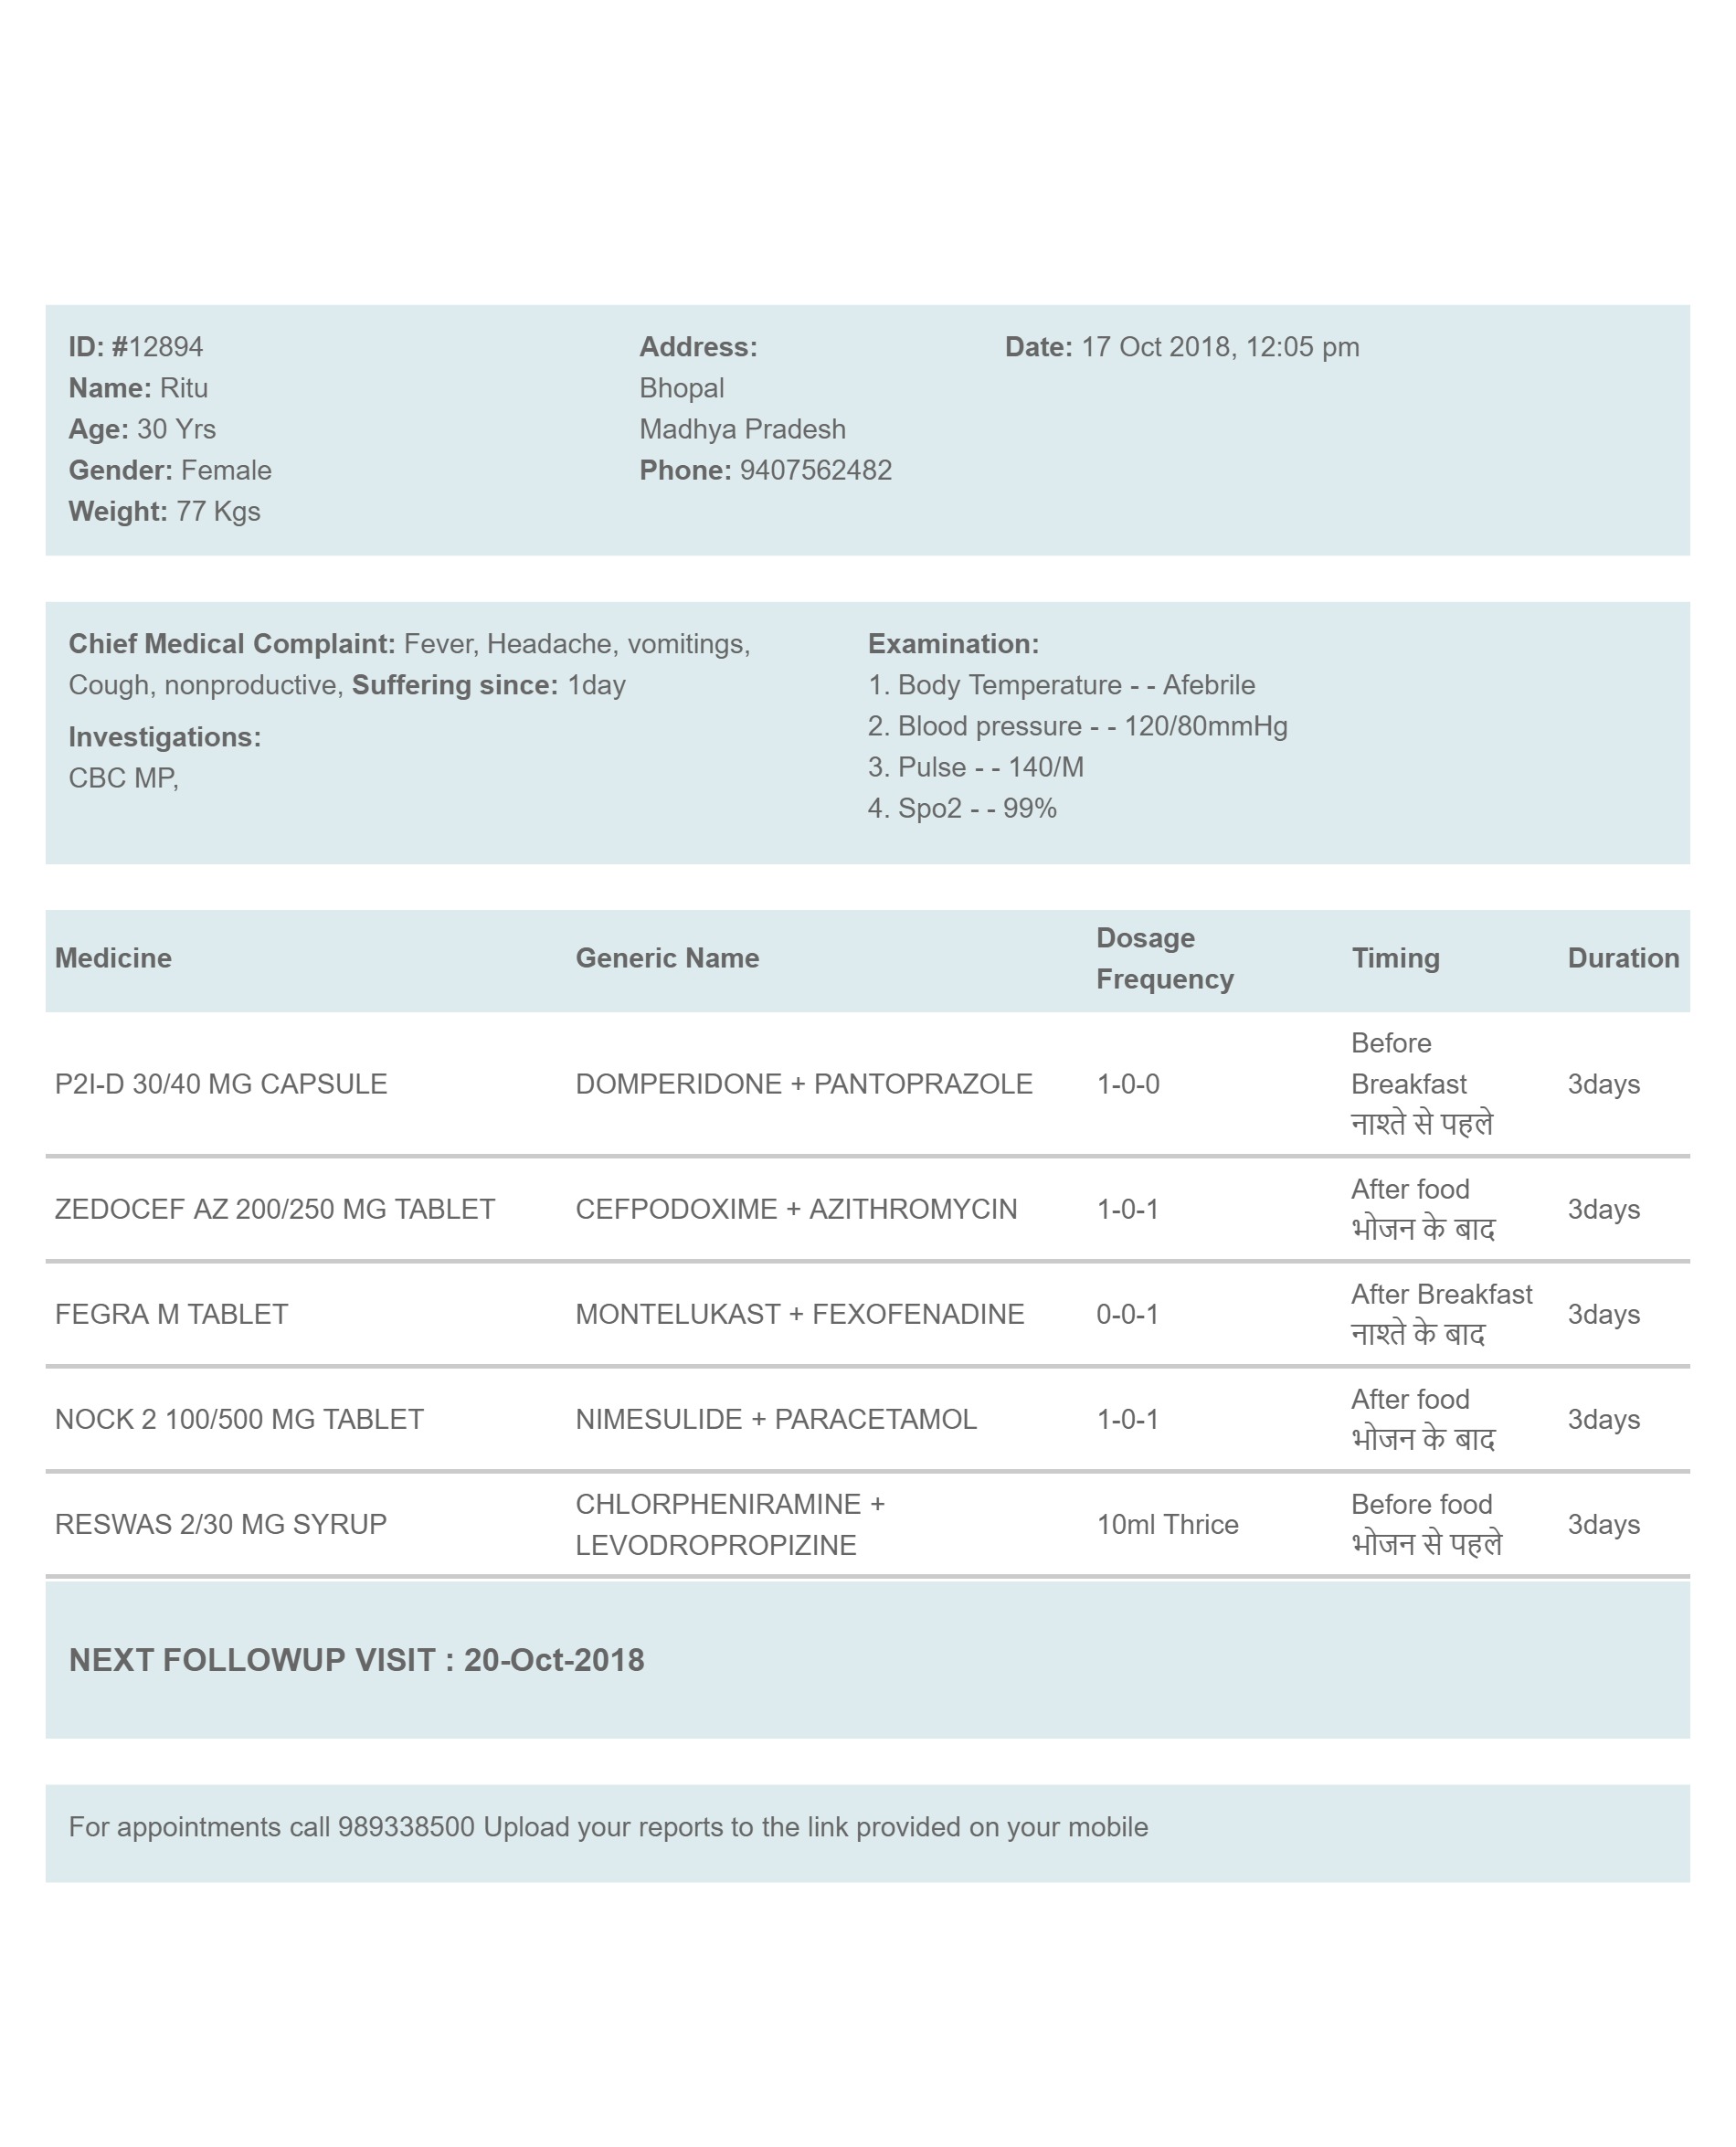 ID: #12894
Name: Ritu
Age: 30 Yrs
Gender: Female
Weight: 77 Kgs
Address:
Bhopal
Madhya Pradesh
Phone: 9407562482
Date: 17 Oct 2018, 12:05 pm
Chief Medical Complaint: Fever, Headache, vomitings,
Cough, nonproductive, Suffering since: 1day
Investigations:
CBC MP,
Examination:
1. Body Temperature - - Afebrile
2. Blood pressure - - 120/80mmHg
3. Pulse - - 140/M
4. Spo2 - - 99%
Medicine Generic Name Dosage Frequency Timing Duration
P2I-D 30/40 MG CAPSULE DOMPERIDONE + PANTOPRAZOLE 1-0-0 Before Breakfast नाश्ते से पहले 3days
ZEDOCEF AZ 200/250 MG TABLET CEFPODOXIME + AZITHROMYCIN 1-0-1 After food भोजन के बाद 3days
FEGRA M TABLET MONTELUKAST + FEXOFENADINE 0-0-1 After Breakfast नाश्ते के बाद 3days
NOCK 2 100/500 MG TABLET NIMESULIDE + PARACETAMOL 1-0-1 After food भोजन के बाद 3days
RESWAS 2/30 MG SYRUP CHLORPHENIRAMINE + LEVODROPROPIZINE 10ml Thrice Before food भोजन से पहले 3days
NEXT FOLLOWUP VISIT : 20-Oct-2018
For appointments call 989338500 Upload your reports to the link provided on your mobile